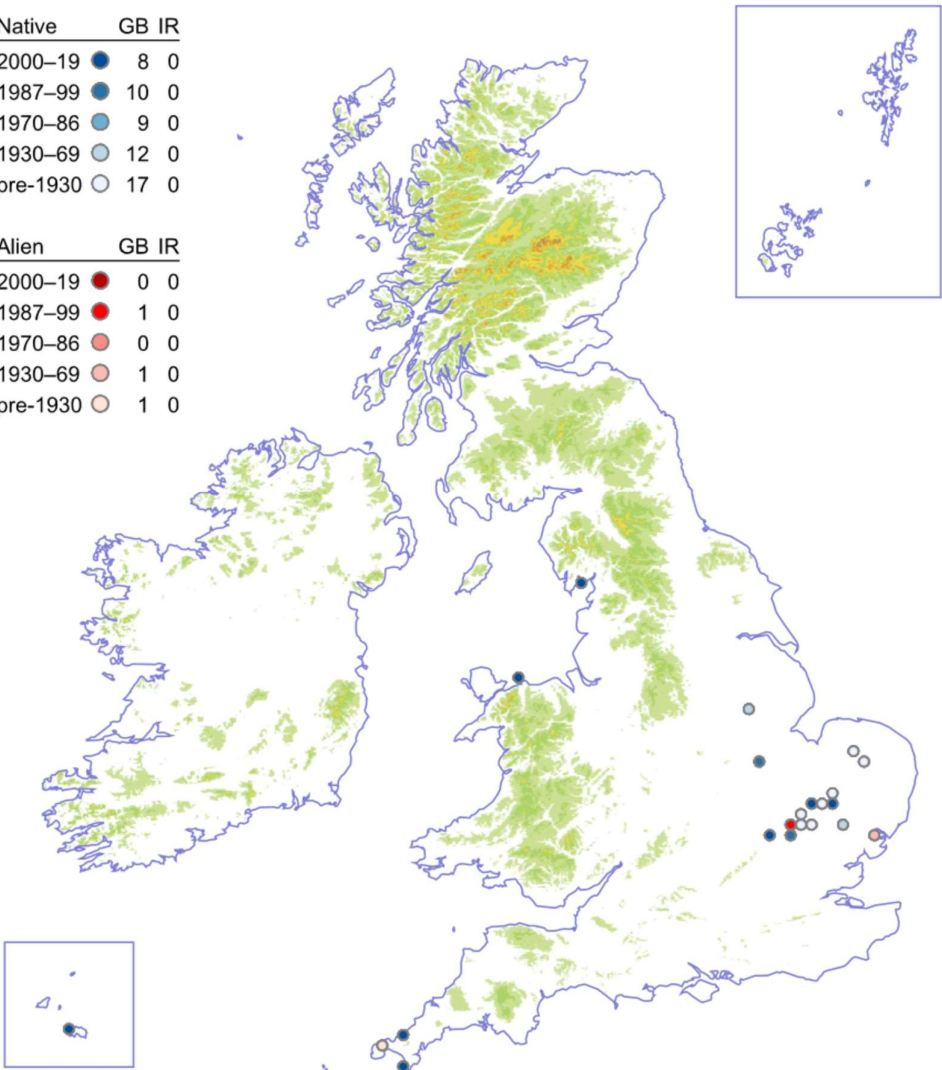 Native GB IR
2000–19 8 0
1987–99 10 0
1970–86 9 0
1930–69 12 0
pre-1930 17 0
Alien GB IR
2000–19 0 0
1987–99 1 0
1970–86 0 0
1930–69 1 0
pre-1930 1 0